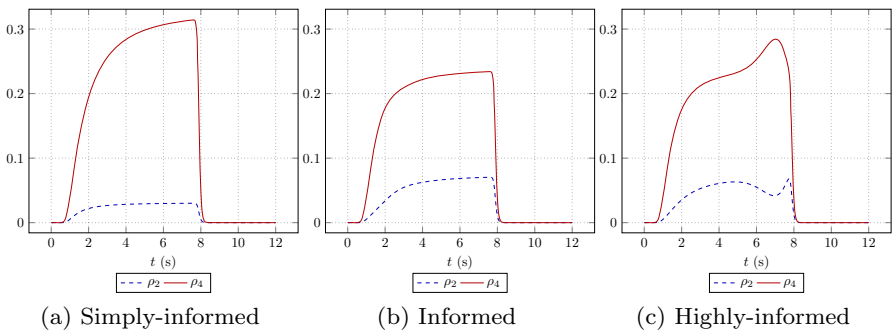 0.3
0.2
0.1
0
0 2 4 6 8 10 12
t (s)
ρ2 ρ4
(a) Simply-informed
0.3
0.2
0.1
0
0 2 4 6 8 10 12
t (s)
ρ2 ρ4
(b) Informed
0.3
0.2
0.1
0
0 2 4 6 8 10 12
t (s)
ρ2 ρ4
(c) Highly-informed